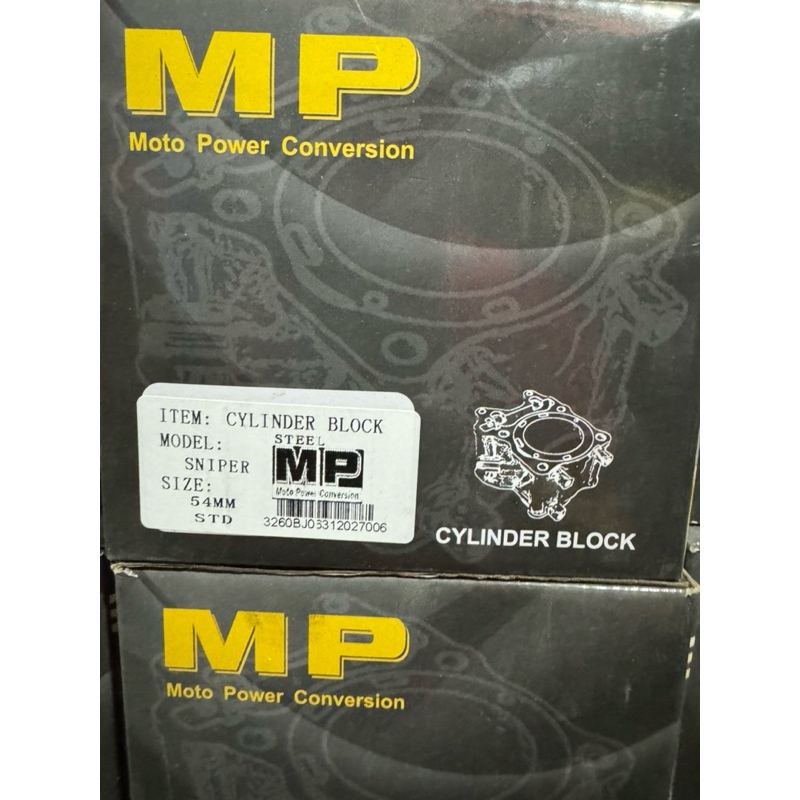 MP
Moto Power Conversion
ITEM: CYLINDER BLOCK
MODEL: STEEL
SNIPER
MP
Moto Power Conversion
SIZE:
54MM
STD
3260BJ06312027006
CYLINDER BLOCK
MP
Moto Power Conversion